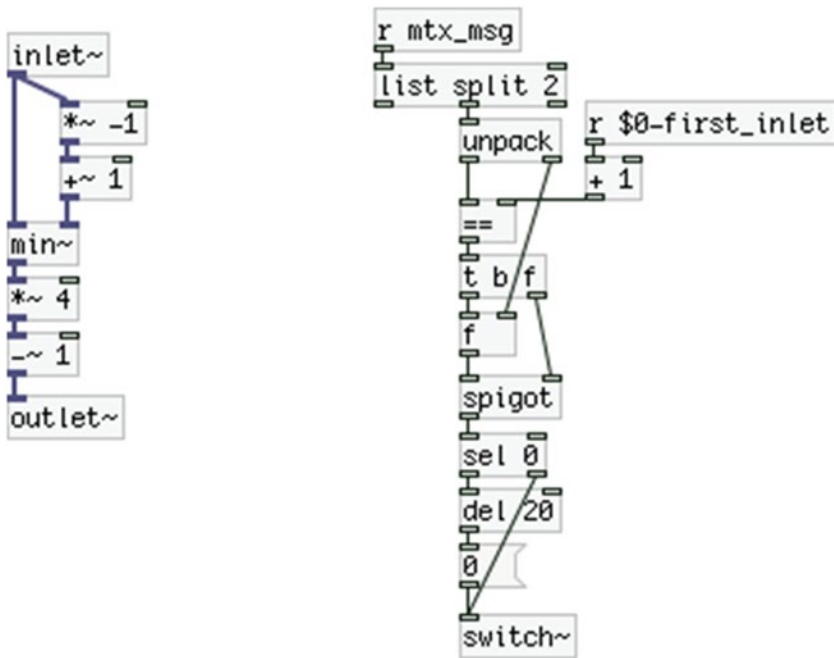 inlet~
*~ -1
+~ 1
min~
*~ 4
-~ 1
outlet~
r mtx_msg
list split 2
unpack
r $0-first_inlet
+ 1
==
t b f
f
spigot
sel 0
del 20
0
switch~